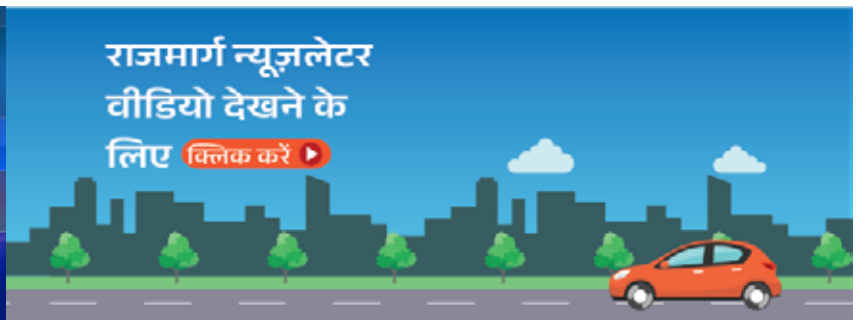 राजमार्ग न्यूज़लेटर
वीडियो देखने के
लिए क्लिक करें